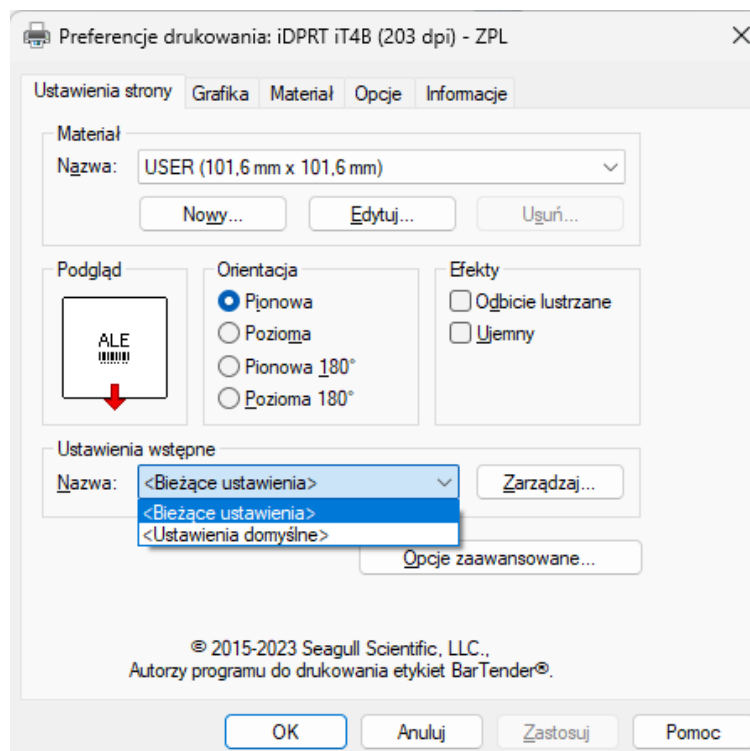 Preferencje drukowania: iDPRT iT4B (203 dpi) - ZPL
Ustawienia strony Grafika Materiał Opcje Informacje
Materiał
Nazwa: USER (101,6 mm x 101,6 mm)
Nowy... Edytuj... Usuń...
Podgląd Orientacja Efekty
ALE
Pionowa
Pozioma
Pionowa 180°
Pozioma 180°
Odbicie lustrzane
Ujemny
Ustawienia wstępne
Nazwa: <Bieżące ustawienia> Zarządzaj...
<Bieżące ustawienia>
<Ustawienia domyślne>
Opcje zaawansowane...
© 2015-2023 Seagull Scientific, LLC.,
Autorzy programu do drukowania etykiet BarTender®.
OK Anuluj Zastosuj Pomoc